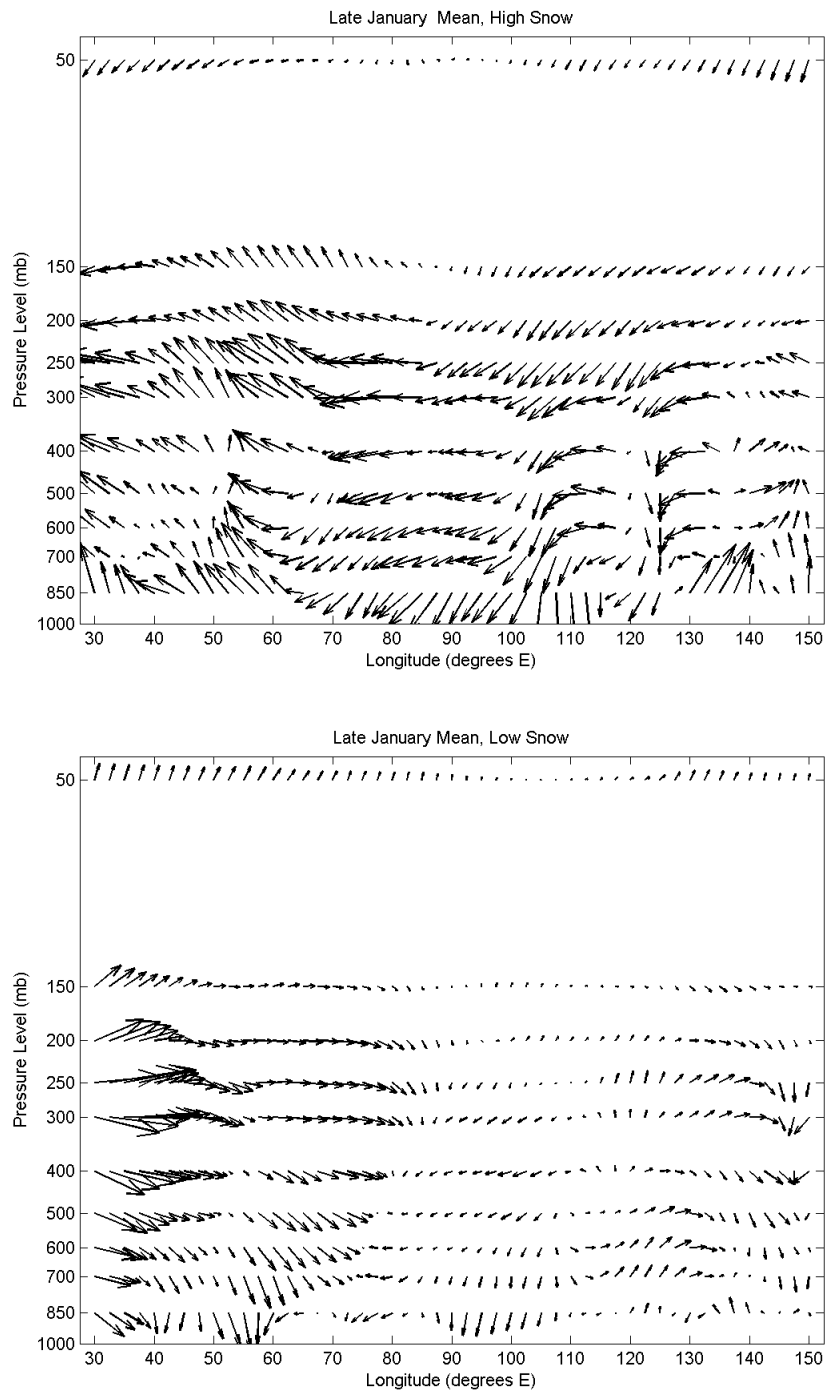 Late January  Mean, High Snow
50
150
200
250
300
400
500
600
700
850
1000
Pressure Level (mb)
30 40 50 60 70 80 90 100 110 120 130 140 150
Longitude (degrees E)
Late January Mean, Low Snow
50
150
200
250
300
400
500
600
700
850
1000
Pressure Level (mb)
30 40 50 60 70 80 90 100 110 120 130 140 150
Longitude (degrees E)